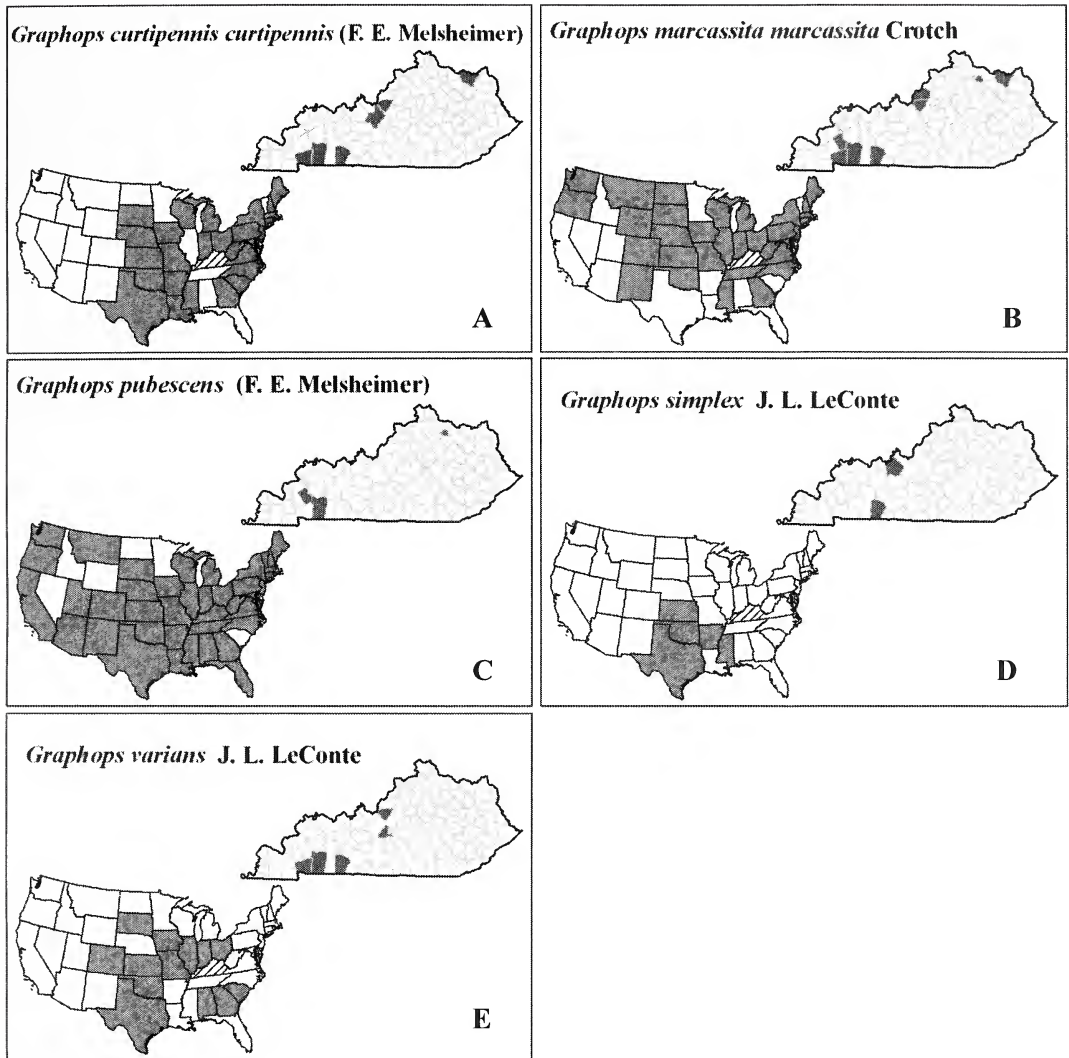 Graphops curtipennis curtipennis (F. E. Melsheimer)
A
Graphops marcassita marcassita Crotch
B
Graphops pubescens (F. E. Melsheimer)
C
Graphops simplex J. L. LeConte
D
Graphops varians J. L. LeConte
E